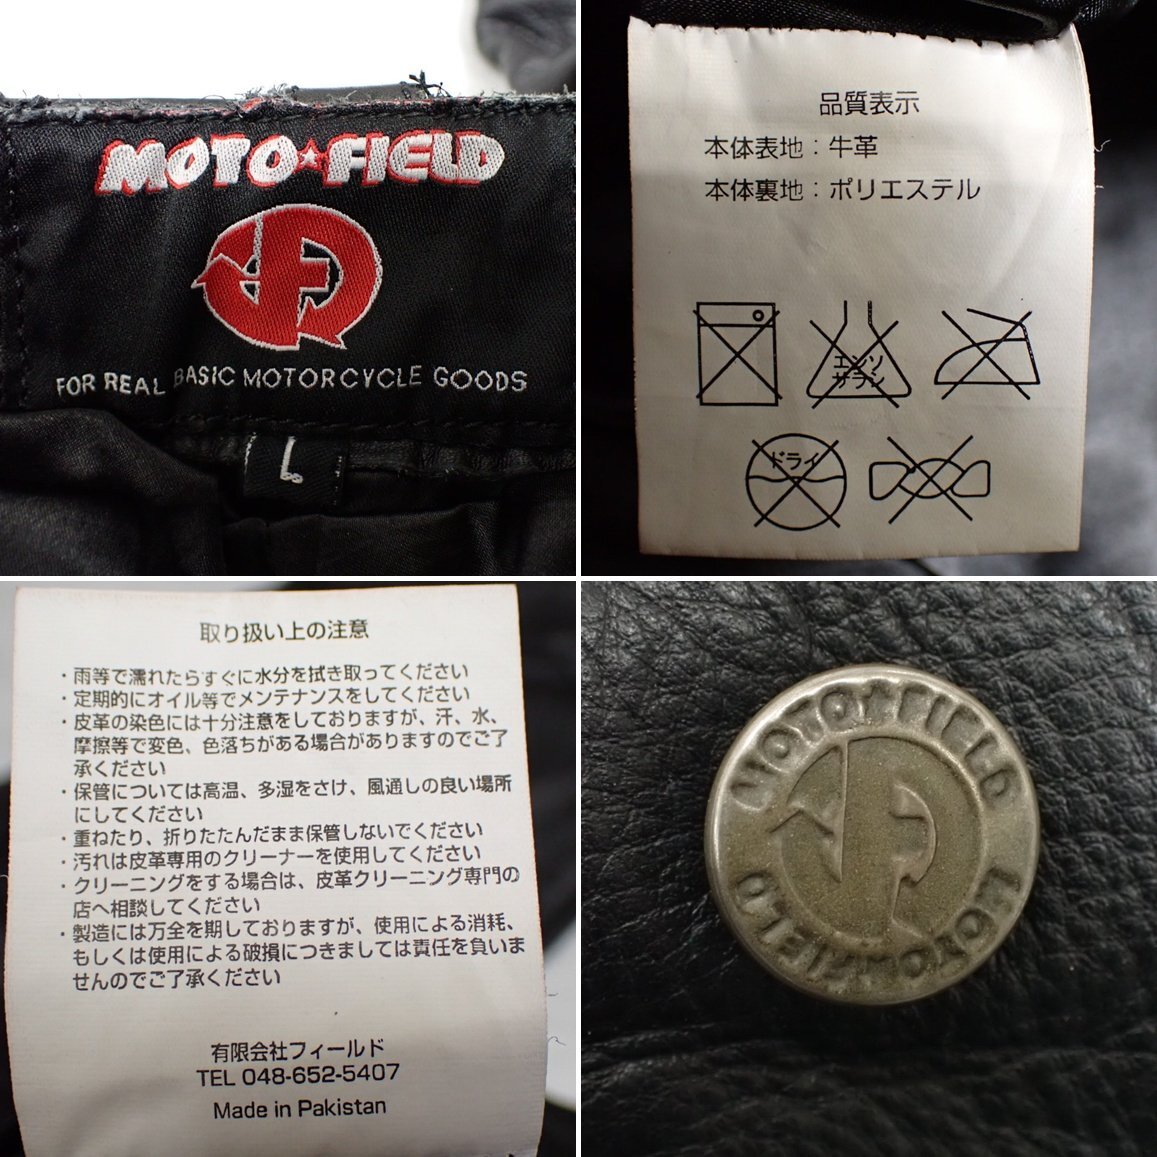 MOTO★FIELD
FOR REAL BASIC MOTORCYCLE GOODS
L
品質表示
本体表地：牛革
本体裏地：ポリエステル
エンソ
サラシ
ドライ
取り扱い上の注意
・雨等で濡れたらすぐに水分を拭き取ってください
・定期的にオイル等でメンテナンスをしてください
・皮革の染色には十分注意をしておりますが、汗、水、
摩擦等で変色、色落ちがある場合がありますのでご了
承ください
・保管については高温、多湿をさけ、風通しの良い場所
にしてください
・重ねたり、折りたたんだまま保管しないでください
・汚れは皮革専用のクリーナーを使用してください
・クリーニングをする場合は、皮革クリーニング専門の
店へ相談してください
・製造には万全を期しておりますが、使用による消耗、
もしくは使用による破損につきましては責任を負いま
せんのでご了承ください
有限会社フィールド
TEL 048-652-5407
Made in Pakistan
MOTO★FIELD
MOTO★FIELD